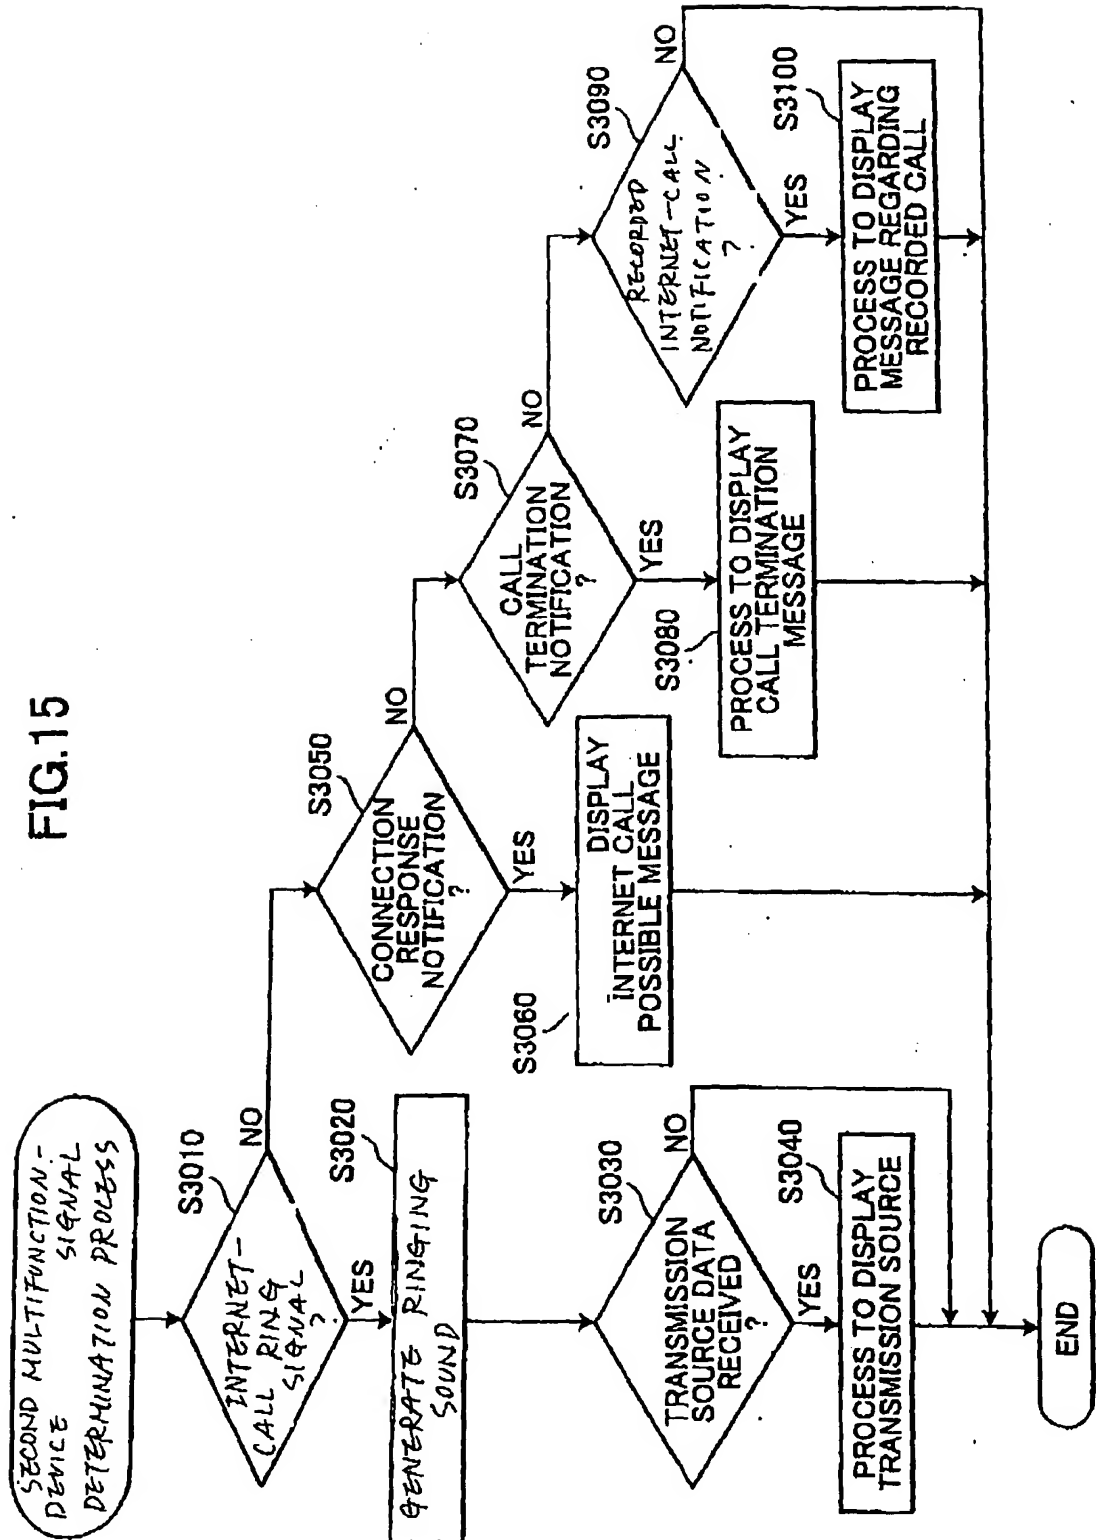 FIG.15
SECOND MULTIFUNCTION-
DEVICE SIGNAL
DETERMINATION PROCESS
S3010
INTERNET-
CALL RING
SIGNAL
?
NO
YES
S3020
GENERATE RINGING
SOUND
S3030
TRANSMISSION
SOURCE DATA
RECEIVED
?
NO
YES
S3040
PROCESS TO DISPLAY
TRANSMISSION SOURCE
S3050
CONNECTION
RESPONSE
NOTIFICATION
?
NO
YES
S3060
DISPLAY
INTERNET CALL
POSSIBLE MESSAGE
S3070
CALL
TERMINATION
NOTIFICATION
?
NO
YES
S3080
PROCESS TO DISPLAY
CALL TERMINATION
MESSAGE
S3090
RECORDED
INTERNET-CALL
NOTIFICATION
?
NO
YES
S3100
PROCESS TO DISPLAY
MESSAGE REGARDING
RECORDED CALL
END